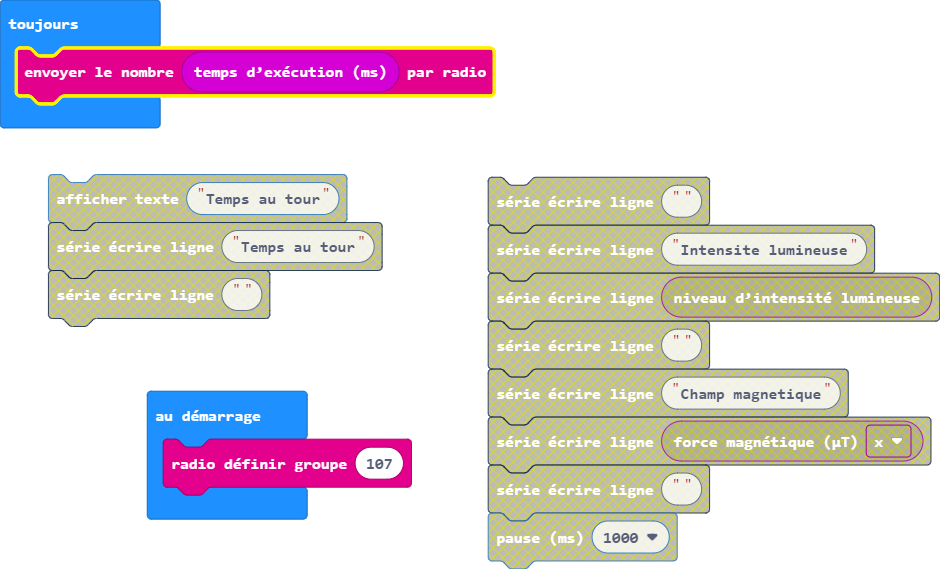 toujours
envoyer le nombre temps d’exécution (ms) par radio
afficher texte "Temps au tour"
série écrire ligne "Temps au tour"
série écrire ligne " "
au démarrage
radio définir groupe 107
série écrire ligne " "
série écrire ligne "Intensite lumineuse"
série écrire ligne niveau d’intensité lumineuse
série écrire ligne " "
série écrire ligne "Champ magnetique"
série écrire ligne force magnétique (µT) x
série écrire ligne " "
pause (ms) 1000